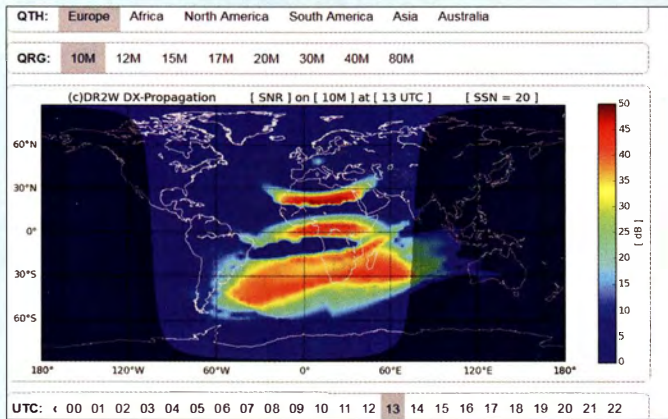 QTH: Europe Africa North America South America Asia Australia
QRG: 10M 12M 15M 17M 20M 30M 40M 80M
(c)DR2W DX-Propagation [ SNR ] on [ 10M ] at [ 13 UTC ] [ SSN = 20 ]
50
45
40
35
30
25
20
15
10
5
0
[ dB ]
60°N
30°N
0°
30°S
60°S
180° 120°W 60°W 0° 60°E 120°E 180°
UTC: ‹ 00 01 02 03 04 05 06 07 08 09 10 11 12 13 14 15 16 17 18 19 20 21 22